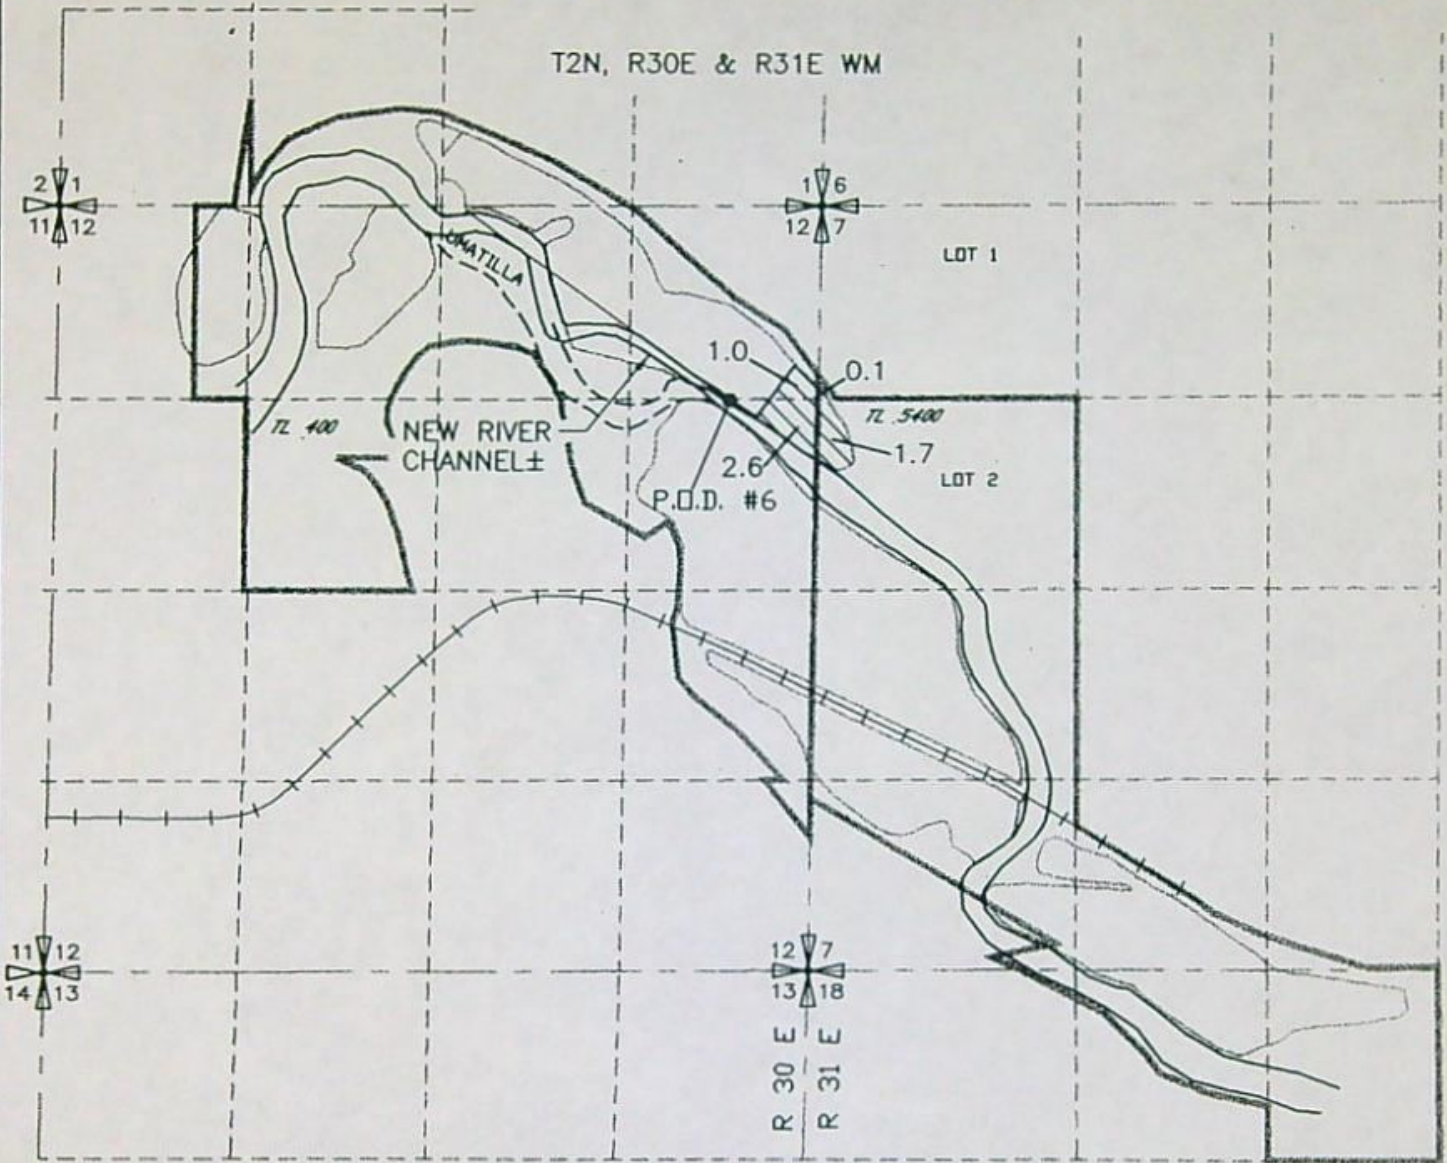 T2N, R30E & R31E WM
2 1
11 12
1 6
12 7
LOT 1
UMATILLA
1.0
0.1
TL 400
NEW RIVER
CHANNEL±
TL 5400
1.7
2.6
LOT 2
P.O.D. #6
11 12
14 13
12 7
13 18
R 30 E
R 31 E